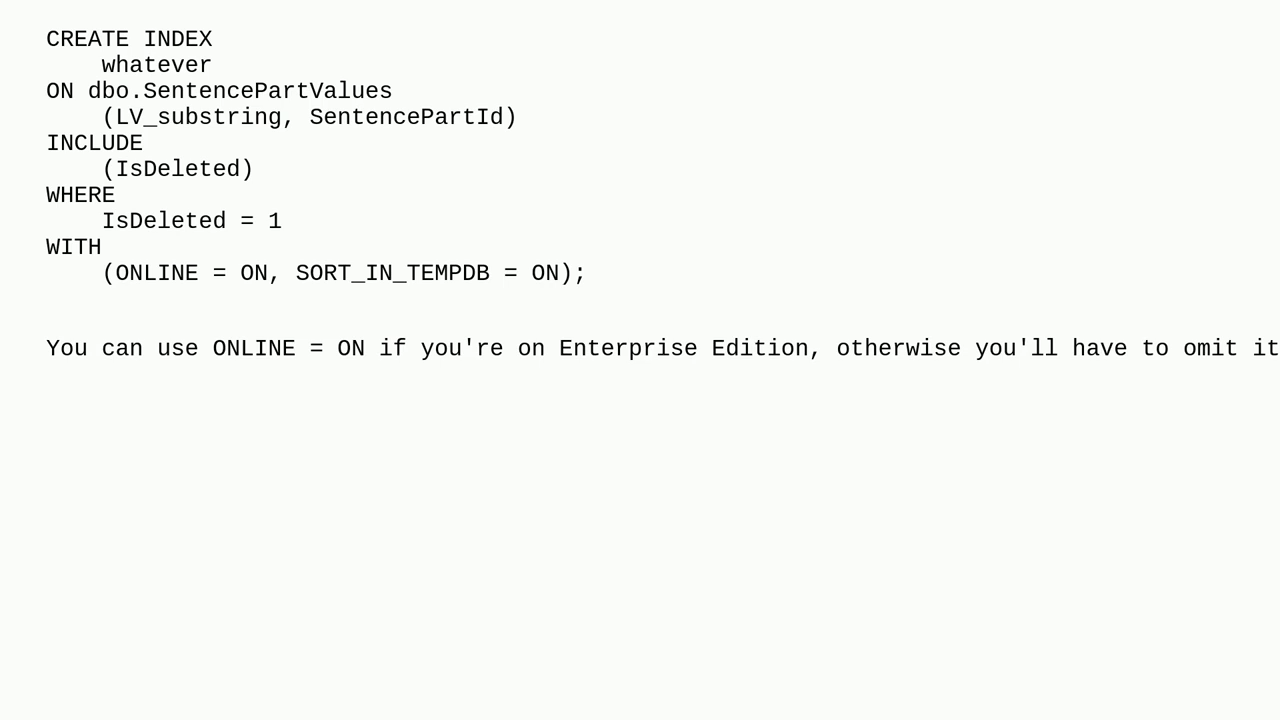 CREATE INDEX
    whatever
ON dbo.SentencePartValues
    (LV_substring, SentencePartId)
INCLUDE
    (IsDeleted)
WHERE
    IsDeleted = 1
WITH
    (ONLINE = ON, SORT_IN_TEMPDB = ON);
You can use ONLINE = ON if you're on Enterprise Edition, otherwise you'll have to omit it